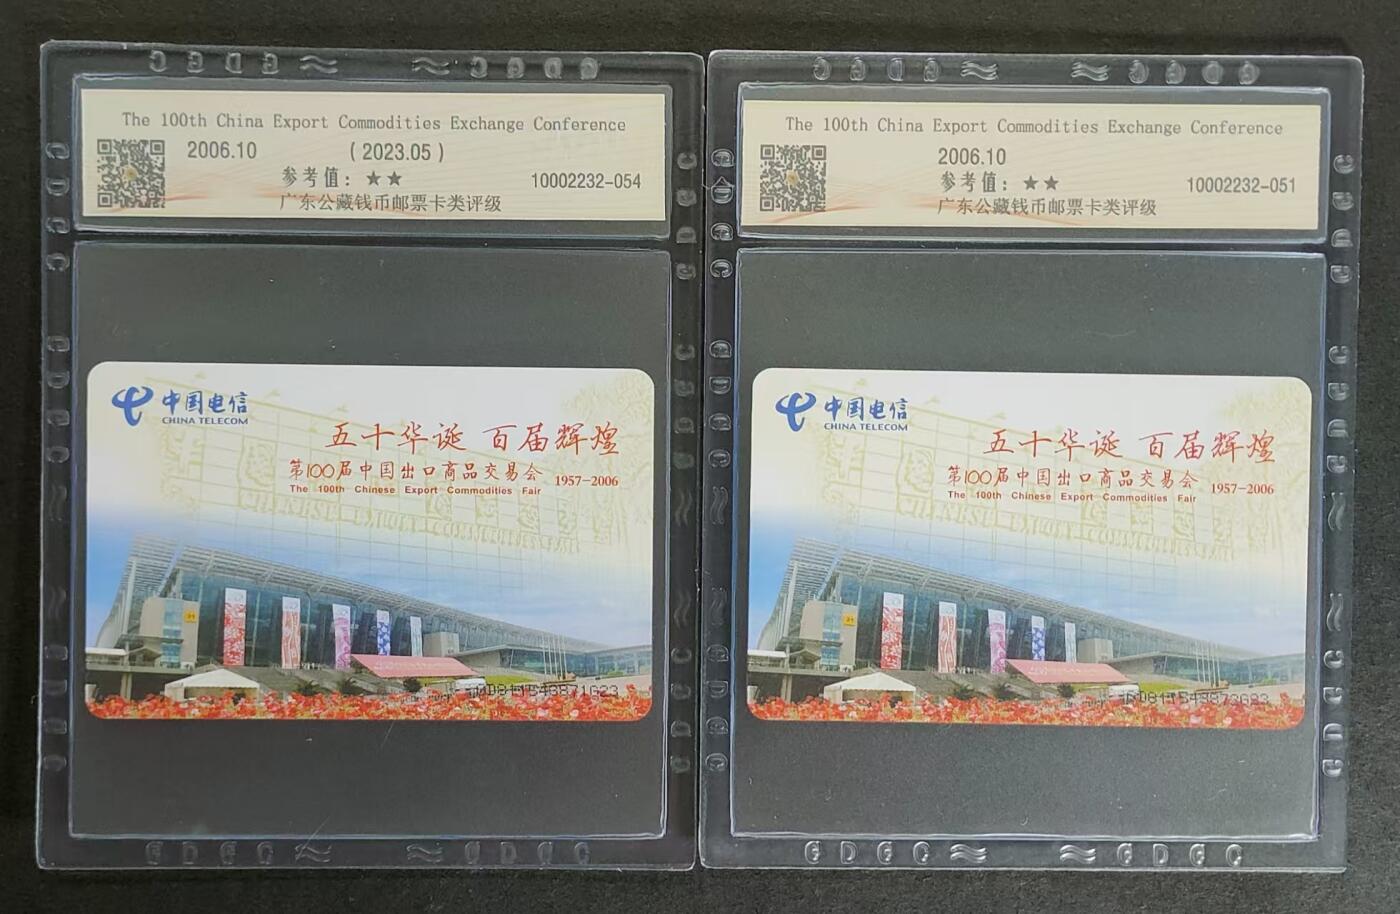 The 100th China Export Commodities Exchange Conference
2006.10 (2023.05)
参考值：★★ 10002232-054
广东公藏钱币邮票卡类评级
中国电信
CHINA TELECOM
五十华诞 百届辉煌
第100届中国出口商品交易会 1957-2006
The 100th Chinese Export Commodities Fair
The 100th China Export Commodities Exchange Conference
2006.10
参考值：★★ 10002232-051
广东公藏钱币邮票卡类评级
中国电信
CHINA TELECOM
五十华诞 百届辉煌
第100届中国出口商品交易会 1957-2006
The 100th Chinese Export Commodities Fair